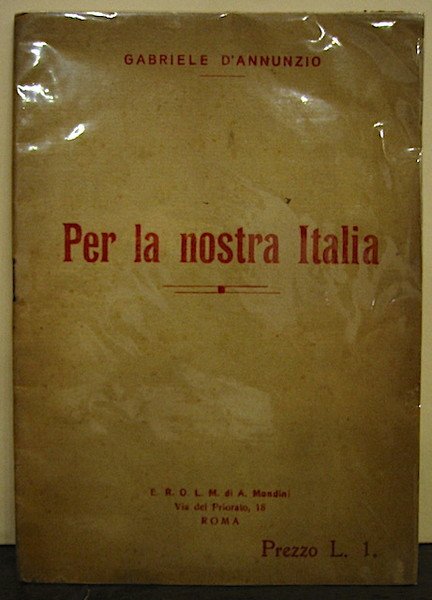 GABRIELE D'ANNUNZIO
Per la nostra Italia
E. R. O. L. M. di A. Mondini
Via del Priorato, 18
ROMA
Prezzo L. 1.